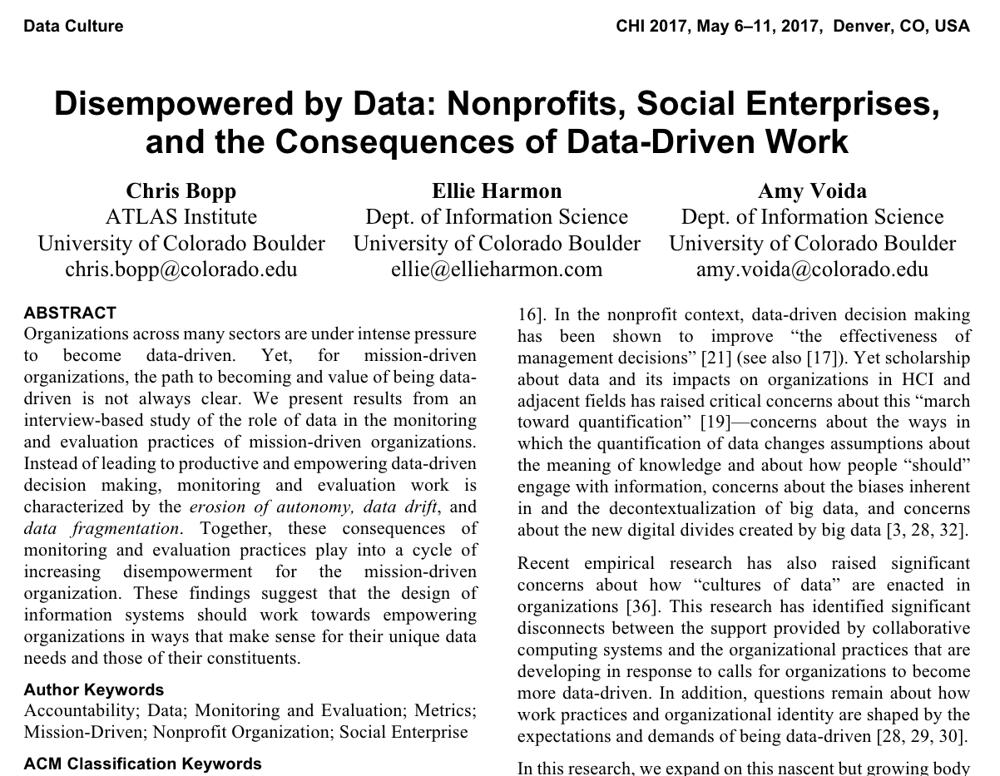 Data Culture
CHI 2017, May 6–11, 2017, Denver, CO, USA
Disempowered by Data: Nonprofits, Social Enterprises,
and the Consequences of Data-Driven Work
Chris Bopp
ATLAS Institute
University of Colorado Boulder
chris.bopp@colorado.edu
Ellie Harmon
Dept. of Information Science
University of Colorado Boulder
ellie@ellieharmon.com
Amy Voida
Dept. of Information Science
University of Colorado Boulder
amy.voida@colorado.edu
ABSTRACT
Organizations across many sectors are under intense pressure
to become data-driven. Yet, for mission-driven
organizations, the path to becoming and value of being data-
driven is not always clear. We present results from an
interview-based study of the role of data in the monitoring
and evaluation practices of mission-driven organizations.
Instead of leading to productive and empowering data-driven
decision making, monitoring and evaluation work is
characterized by the erosion of autonomy, data drift, and
data fragmentation. Together, these consequences of
monitoring and evaluation practices play into a cycle of
increasing disempowerment for the mission-driven
organization. These findings suggest that the design of
information systems should work towards empowering
organizations in ways that make sense for their unique data
needs and those of their constituents.
Author Keywords
Accountability; Data; Monitoring and Evaluation; Metrics;
Mission-Driven; Nonprofit Organization; Social Enterprise
ACM Classification Keywords
16]. In the nonprofit context, data-driven decision making
has been shown to improve “the effectiveness of
management decisions” [21] (see also [17]). Yet scholarship
about data and its impacts on organizations in HCI and
adjacent fields has raised critical concerns about this “march
toward quantification” [19]—concerns about the ways in
which the quantification of data changes assumptions about
the meaning of knowledge and about how people “should”
engage with information, concerns about the biases inherent
in and the decontextualization of big data, and concerns
about the new digital divides created by big data [3, 28, 32].
Recent empirical research has also raised significant
concerns about how “cultures of data” are enacted in
organizations [36]. This research has identified significant
disconnects between the support provided by collaborative
computing systems and the organizational practices that are
developing in response to calls for organizations to become
more data-driven. In addition, questions remain about how
work practices and organizational identity are shaped by the
expectations and demands of being data-driven [28, 29, 30].
In this research, we expand on this nascent but growing body